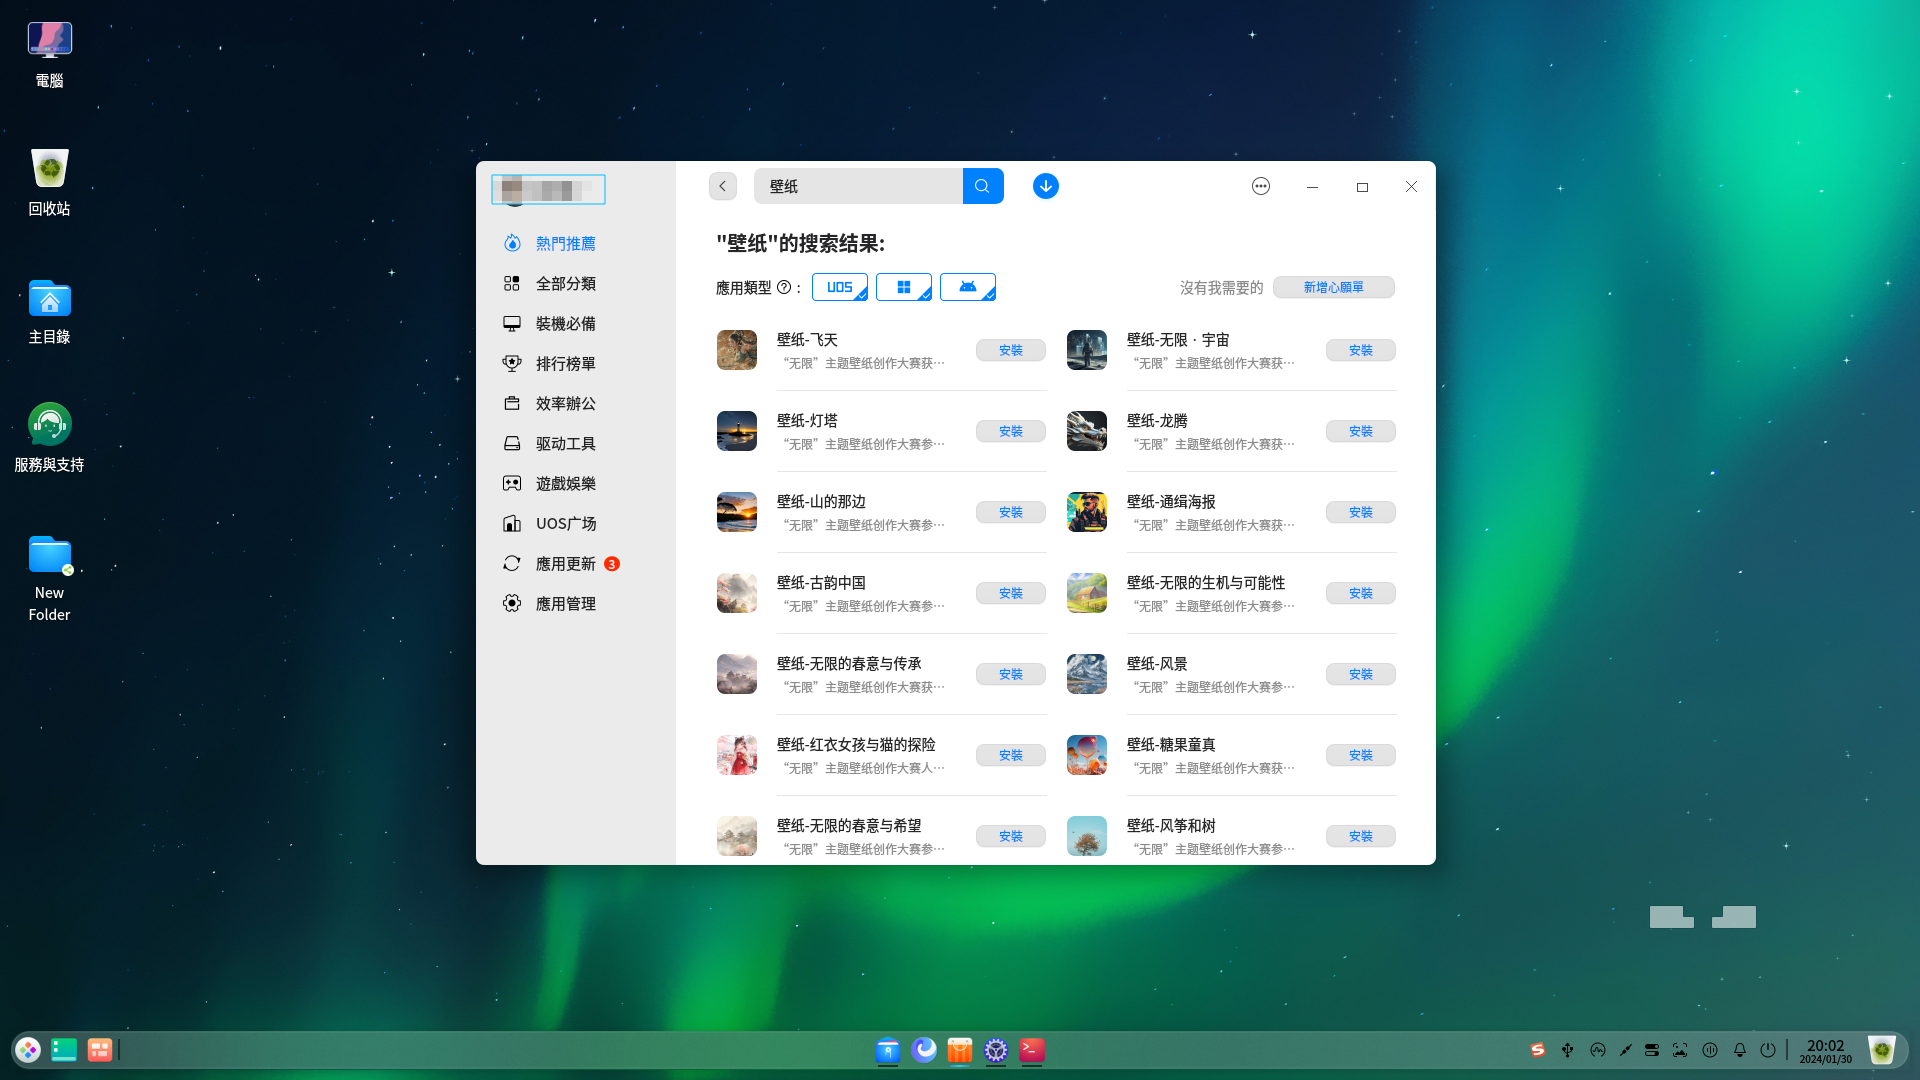 電腦
回收站
主目錄
服務與支持
New
Folder
熱門推薦
全部分類
裝機必備
排行榜單
效率辦公
驱动工具
遊戲娛樂
UOS广场
應用更新 3
應用管理
壁纸
"壁纸"的搜索结果:
應用類型 ? :
UOS
沒有我需要的 新增心願單
壁纸-飞天
“无限”主题壁纸创作大赛获…
安裝
壁纸-无限 · 宇宙
“无限”主题壁纸创作大赛获…
安裝
壁纸-灯塔
“无限”主题壁纸创作大赛参…
安裝
壁纸-龙腾
“无限”主题壁纸创作大赛获…
安裝
壁纸-山的那边
“无限”主题壁纸创作大赛参…
安裝
壁纸-通缉海报
“无限”主题壁纸创作大赛获…
安裝
壁纸-古韵中国
“无限”主题壁纸创作大赛参…
安裝
壁纸-无限的生机与可能性
“无限”主题壁纸创作大赛参…
安裝
壁纸-无限的春意与传承
“无限”主题壁纸创作大赛获…
安裝
壁纸-风景
“无限”主题壁纸创作大赛参…
安裝
壁纸-红衣女孩与猫的探险
“无限”主题壁纸创作大赛人…
安裝
壁纸-糖果童真
“无限”主题壁纸创作大赛获…
安裝
壁纸-无限的春意与希望
“无限”主题壁纸创作大赛参…
安裝
壁纸-风筝和树
“无限”主题壁纸创作大赛参…
安裝
20:02
2024/01/30